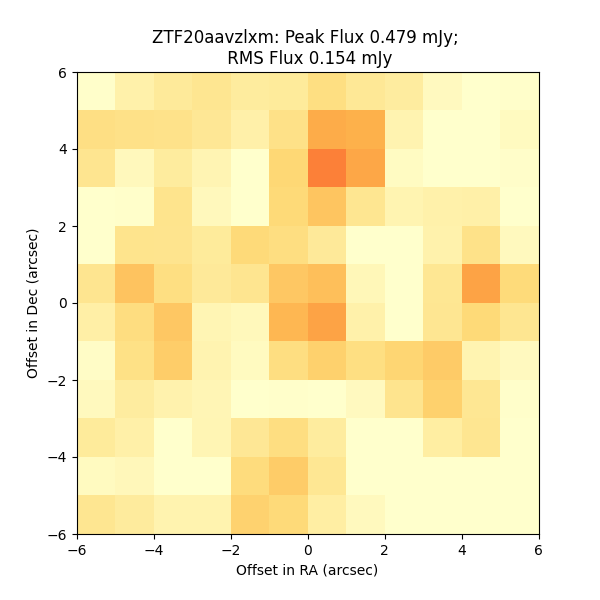 ZTF20aavzlxm: Peak Flux 0.479 mJy;
RMS Flux 0.154 mJy
6
4
2
0
−2
−4
−6
Offset in Dec (arcsec)
−6 −4 −2 0 2 4 6
Offset in RA (arcsec)